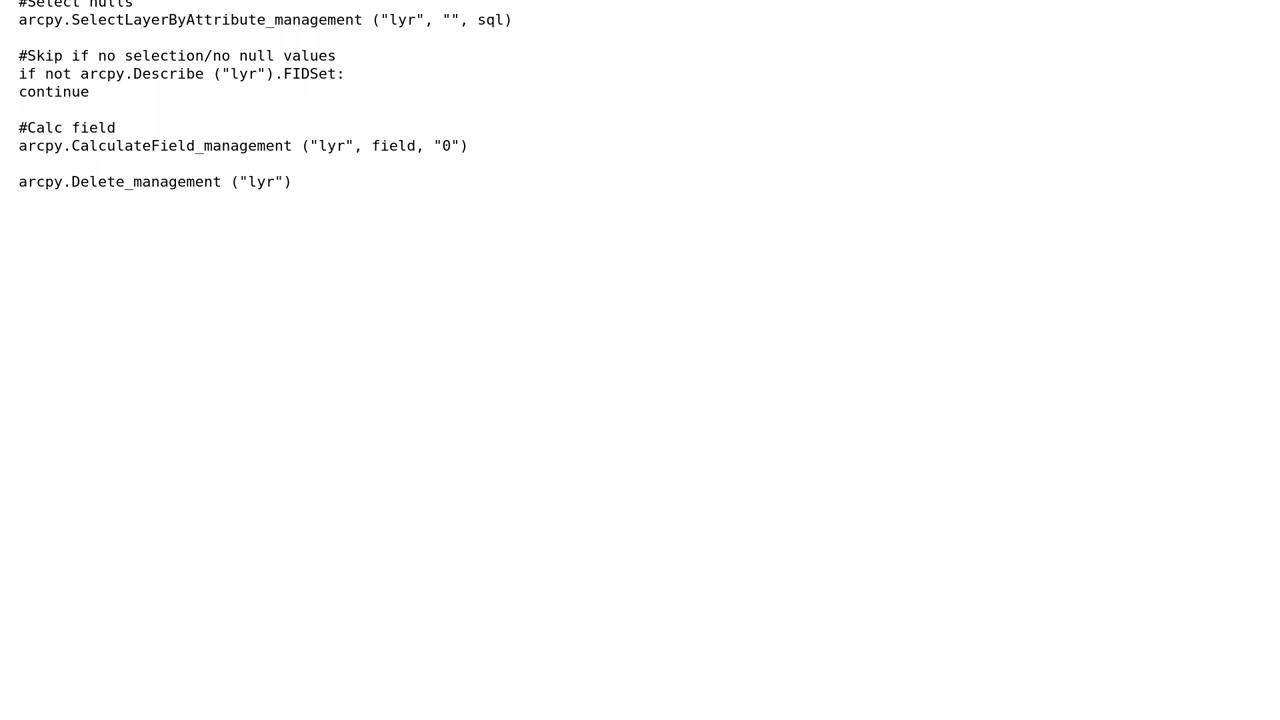 #Select nulls
arcpy.SelectLayerByAttribute_management ("lyr", "", sql)
#Skip if no selection/no null values
if not arcpy.Describe ("lyr").FIDSet:
continue
#Calc field
arcpy.CalculateField_management ("lyr", field, "0")
arcpy.Delete_management ("lyr")